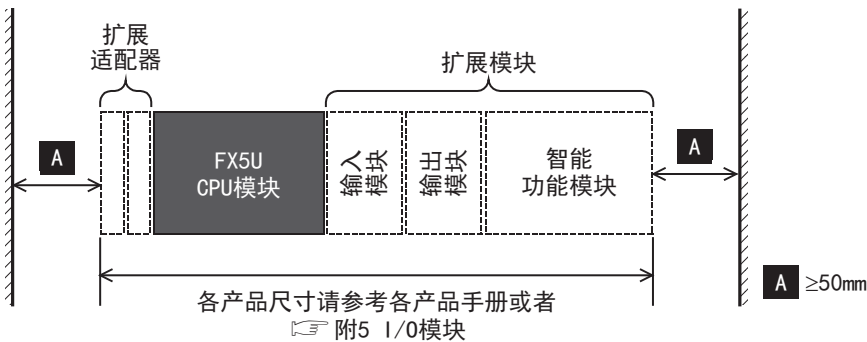 扩展
适配器
扩展模块
A
FX5U
CPU模块
输入
模块
输出
模块
智能
功能模块
A
A ≥50mm
各产品尺寸请参考各产品手册或者
☞ 附5 I/O模块